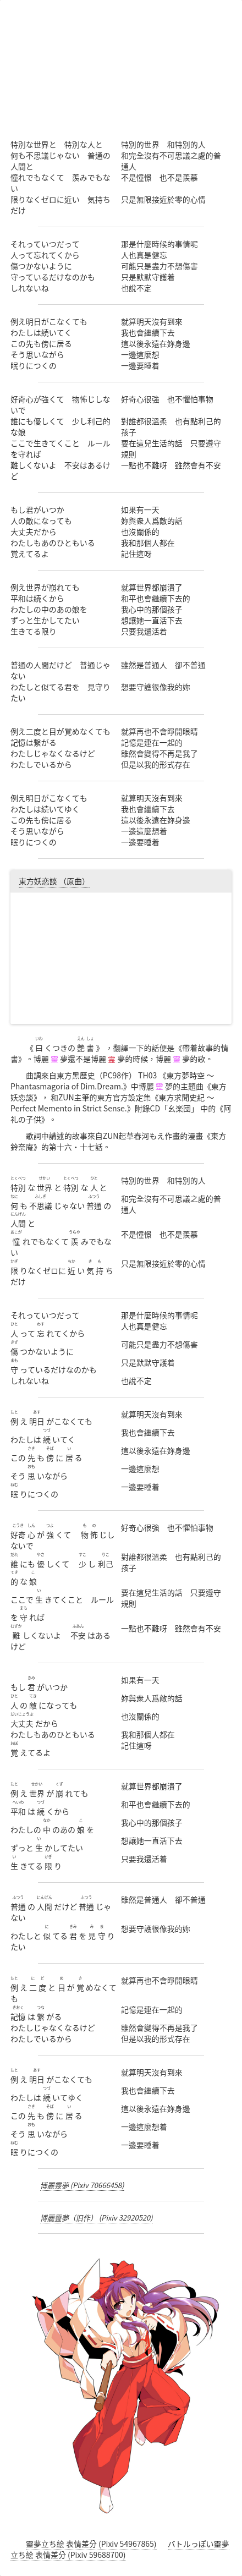 特別な世界と　特別な人と　特別的世界　和特別的人
何も不思議じゃない　普通の　和完全沒有不可思議之處的普
人間と　通人
憧れでもなくて　羨みでもな　不是憧憬　也不是羨慕
い
限りなくゼロに近い　気持ち　只是無限接近於零的心情
だけ
それっていつだって　那是什麼時候的事情呢
人って忘れてくから　人也真是健忘
傷つかないように　可能只是盡力不想傷害
守っているだけなのかも　只是默默守護着
しれないね　也說不定
例え明日がこなくても　就算明天沒有到來
わたしは続いてく　我也會繼續下去
この先も傍に居る　這以後永遠在妳身邊
そう思いながら　一邊這麼想
眠りにつくの　一邊要睡着
好奇心が強くて　物怖じしな　好奇心很強　也不懼怕事物
いで
誰にも優しくて　少し利己的　對誰都很溫柔　也有點利己的
な娘　孩子
ここで生きてくこと　ルール　要在這兒生活的話　只要遵守
を守れば　規則
難しくないよ　不安はあるけ　一點也不難呀　雖然會有不安
ど
もし君がいつか　如果有一天
人の敵になっても　妳與衆人爲敵的話
大丈夫だから　也沒關係的
わたしもあのひともいる　我和那個人都在
覚えてるよ　記住這呀
例え世界が崩れても　就算世界都崩潰了
平和は続くから　和平也會繼續下去的
わたしの中のあの娘を　我心中的那個孩子
ずっと生かしてたい　想讓她一直活下去
生きてる限り　只要我還活着
普通の人間だけど　普通じゃ　雖然是普通人　卻不普通
ない
わたしと似てる君を　見守り　想要守護很像我的妳
たい
例え二度と目が覚めなくても　就算再也不會睜開眼睛
記憶は繋がる　記憶是連在一起的
わたしじゃなくなるけど　雖然會變得不再是我了
わたしでいるから　但是以我的形式存在
例え明日がこなくても　就算明天沒有到來
わたしは続いてゆく　我也會繼續下去
この先も傍に居る　這以後永遠在妳身邊
そう思いながら　一邊這麼想着
眠りにつくの　一邊要睡着
東方妖恋談 （原曲）
《曰くつきの艶書》，翻譯一下的話便是《帶着故事的情
書》。博麗 靈 夢還不是博麗 霊 夢的時候，博麗 靈 夢的歌。
曲調來自東方黑歷史（PC98作） TH03 《東方夢時空 ～
Phantasmagoria of Dim.Dream.》中博麗 靈 夢的主題曲《東方
妖恋談》， 和ZUN主筆的東方官方設定集《東方求聞史紀 ～
Perfect Memento in Strict Sense.》附錄CD「幺楽団」 中的《阿
礼の子供》。
歌詞中講述的故事來自ZUN起草春河もえ作畫的漫畫《東方
鈴奈庵》的第十六・十七話。
特別な世界と特別な人と　特別的世界　和特別的人
何も不思議じゃない普通の　和完全沒有不可思議之處的普
人間と　通人
憧れでもなくて羨みでもな　不是憧憬　也不是羨慕
い
限りなくゼロに近い気持ち　只是無限接近於零的心情
だけ
それっていつだって　那是什麼時候的事情呢
人って忘れてくから　人也真是健忘
傷つかないように　可能只是盡力不想傷害
守っているだけなのかも　只是默默守護着
しれないね　也說不定
例え明日がこなくても　就算明天沒有到來
わたしは続いてく　我也會繼續下去
この先も傍に居る　這以後永遠在妳身邊
そう思いながら　一邊這麼想
眠りにつくの　一邊要睡着
好奇心が強くて　物怖じし　好奇心很強　也不懼怕事物
ないで
誰にも優しくて　少し利己　對誰都很溫柔　也有點利己的
的な娘　孩子
ここで生きてくこと　ルール　要在這兒生活的話　只要遵守
を守れば　規則
難しくないよ　不安はある　一點也不難呀　雖然會有不安
けど
もし君がいつか　如果有一天
人の敵になっても　妳與衆人爲敵的話
大丈夫だから　也沒關係的
わたしもあのひともいる　我和那個人都在
覚えてるよ　記住這呀
例え世界が崩れても　就算世界都崩潰了
平和は続くから　和平也會繼續下去的
わたしの中のあの娘を　我心中的那個孩子
ずっと生かしてたい　想讓她一直活下去
生きてる限り　只要我還活着
普通の人間だけど普通じゃ　雖然是普通人　卻不普通
ない
わたしと似てる君を見守り　想要守護很像我的妳
たい
例え二度と目が覚めなくて　就算再也不會睜開眼睛
も
記憶は繋がる　記憶是連在一起的
わたしじゃなくなるけど　雖然會變得不再是我了
わたしでいるから　但是以我的形式存在
例え明日がこなくても　就算明天沒有到來
わたしは続いてゆく　我也會繼續下去
この先も傍に居る　這以後永遠在妳身邊
そう思いながら　一邊這麼想着
眠りにつくの　一邊要睡着
博麗靈夢 (Pixiv 70666458)
博麗靈夢（旧作） (Pixiv 32920520)
靈夢立ち絵 表情差分 (Pixiv 54967865)　バトルっぽい靈夢
立ち絵 表情差分 (Pixiv 59688700)